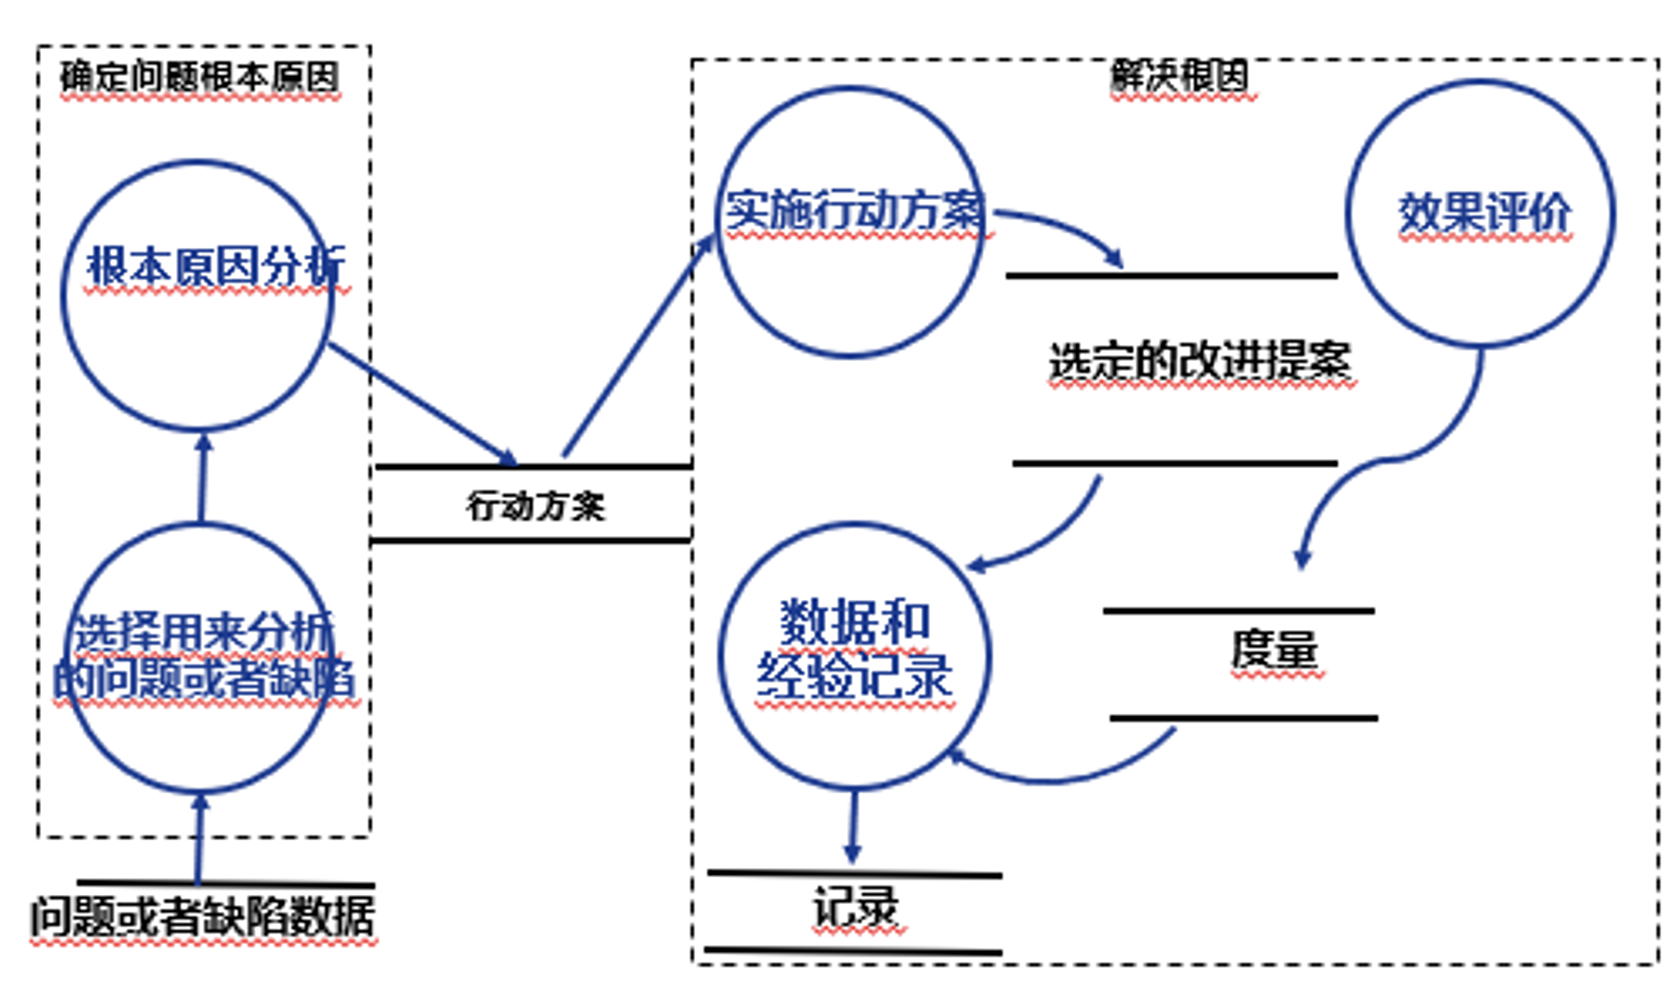 确定问题根本原因
根本原因分析
选择用来分析
的问题或者缺陷
问题或者缺陷数据
行动方案
解决根因
实施行动方案
效果评价
选定的改进提案
数据和
经验记录
度量
记录